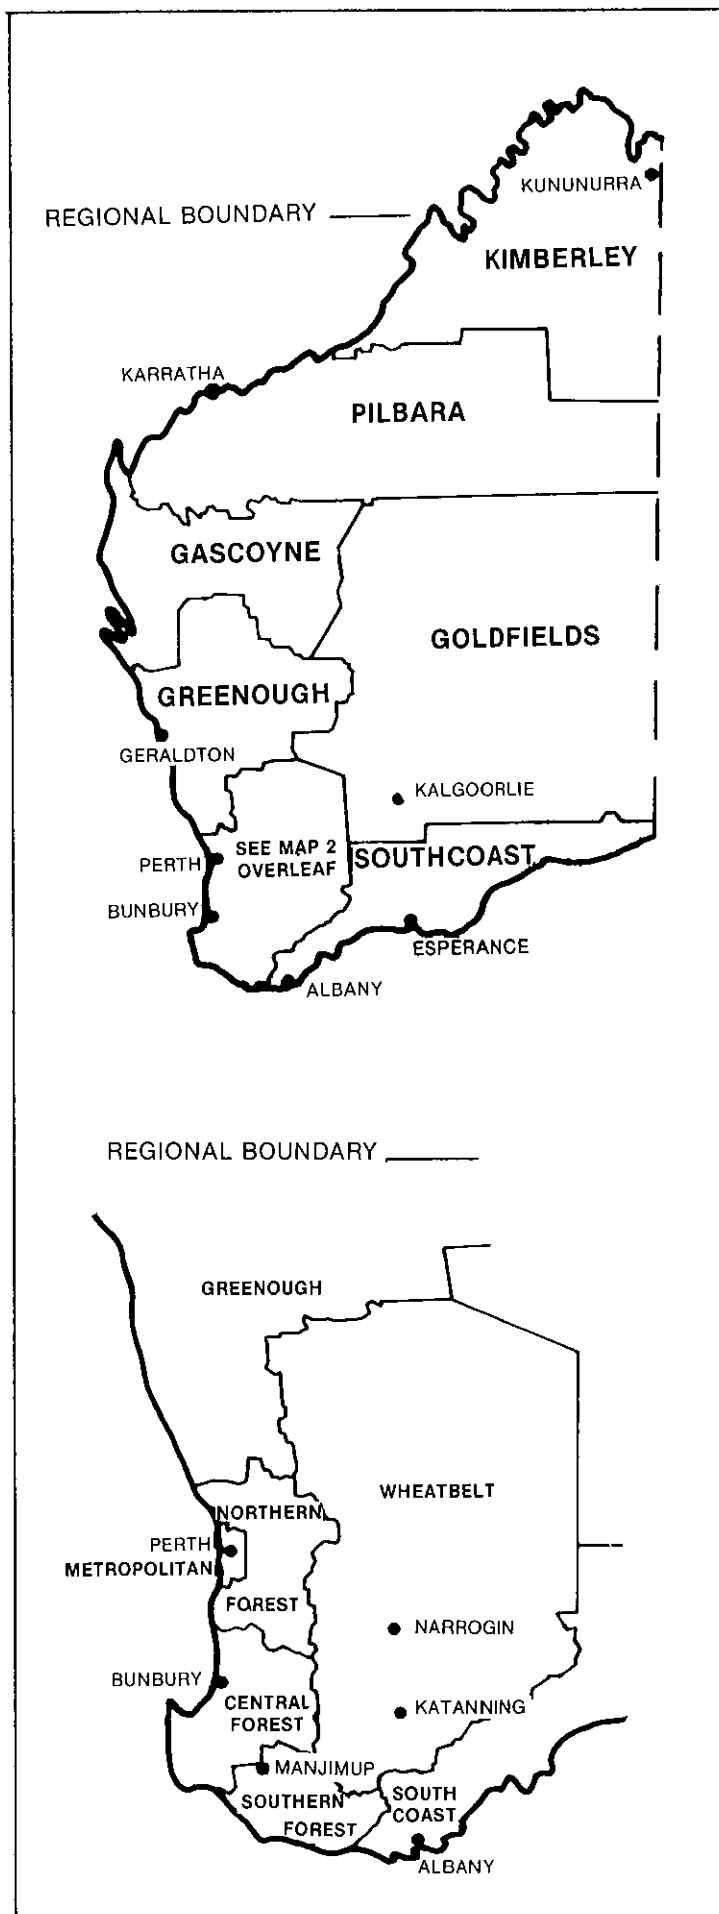 KUNUNURRA
REGIONAL BOUNDARY
KIMBERLEY
KARRATHA
PILBARA
GASCOYNE
GOLDFIELDS
GREENOUGH
GERALDTON
KALGOORLIE
SEE MAP 2
OVERLEAF
SOUTHCOAST
PERTH
BUNBURY
ESPERANCE
ALBANY
REGIONAL BOUNDARY
GREENOUGH
WHEATBELT
NORTHERN
PERTH
METROPOLITAN
FOREST
NARROGIN
BUNBURY
CENTRAL
FOREST
KATANNING
MANJIMUP
SOUTHERN
FOREST
SOUTH
COAST
ALBANY